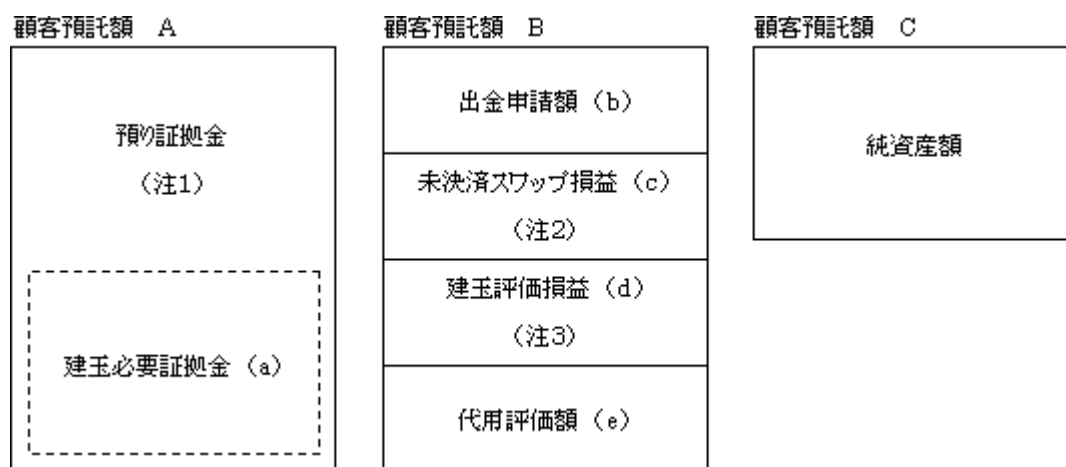 顧客預託額 A
預り証拠金
(注1)
建玉必要証拠金(a)
顧客預託額 B
出金申請額(b)
未決済スワップ損益(c)
(注2)
建玉評価損益(d)
(注3)
代用評価額(e)
顧客預託額 C
純資産額